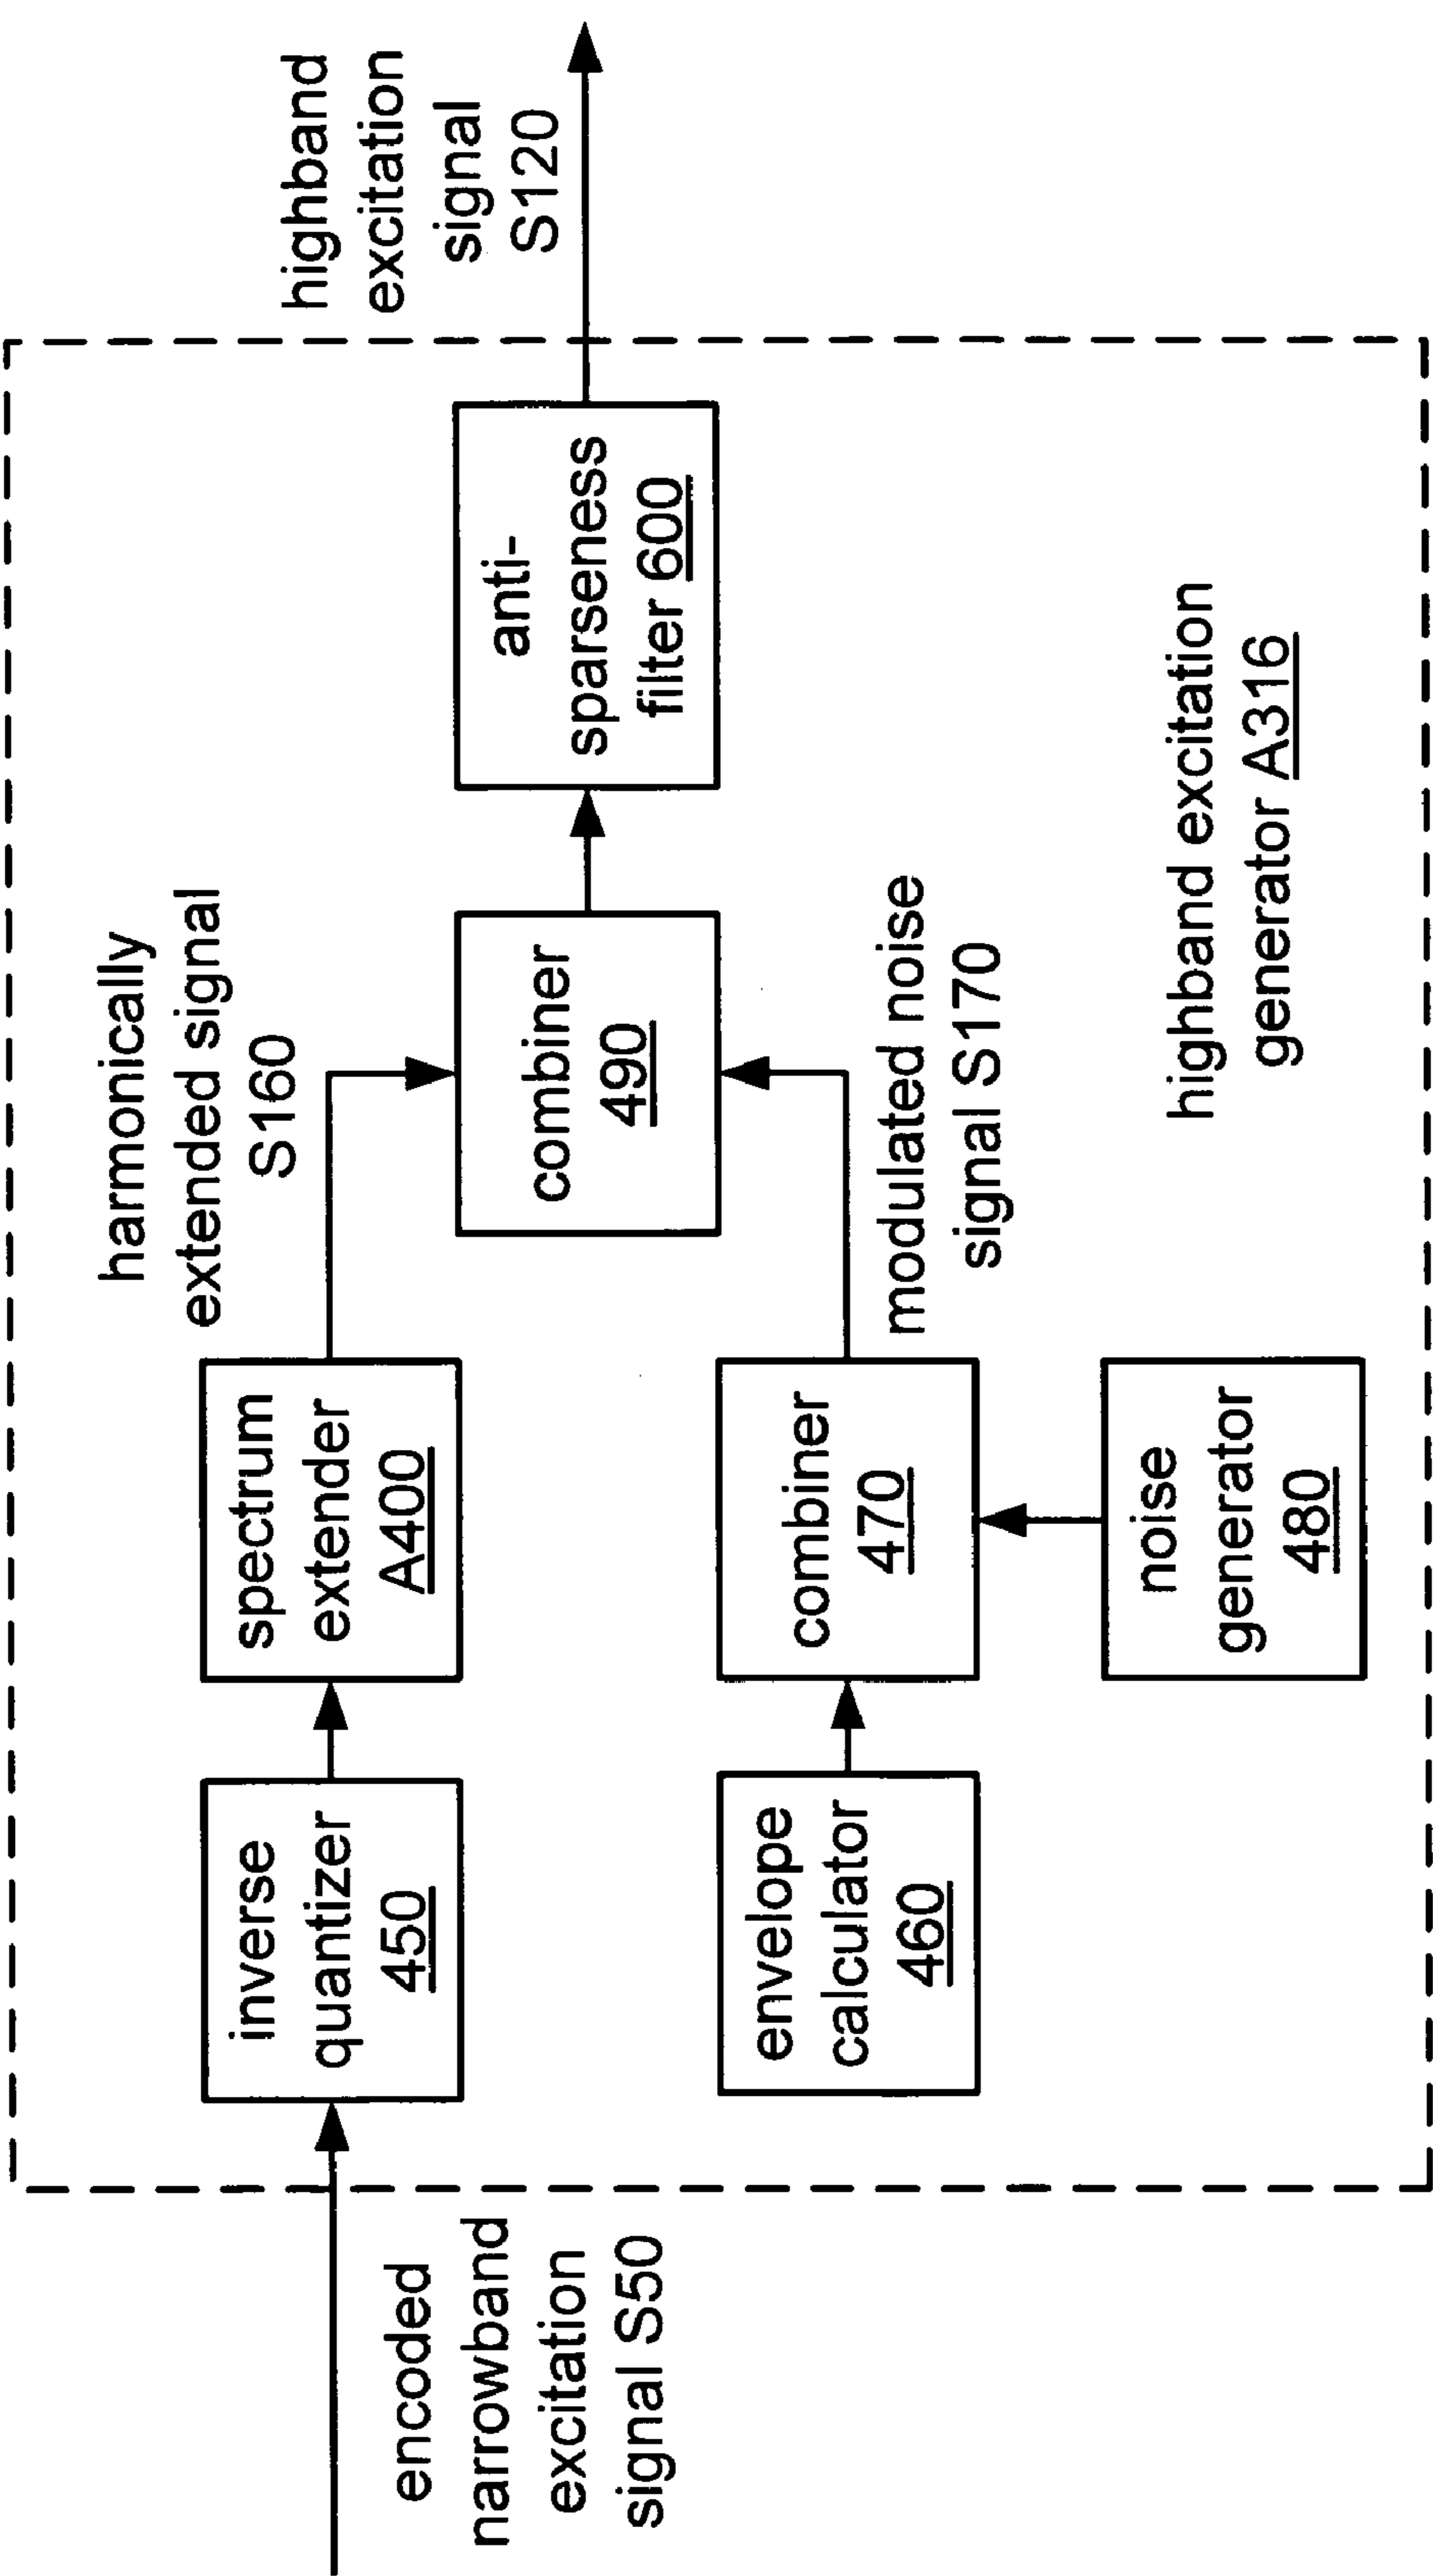 encoded
narrowband
excitation
signal S50
inverse
quantizer
450
spectrum
extender
A400
harmonically
extended signal
S160
envelope
calculator
460
combiner
470
noise
generator
480
modulated noise
signal S170
combiner
490
anti-
sparseness
filter 600
highband
excitation
signal
S120
highband excitation
generator A316